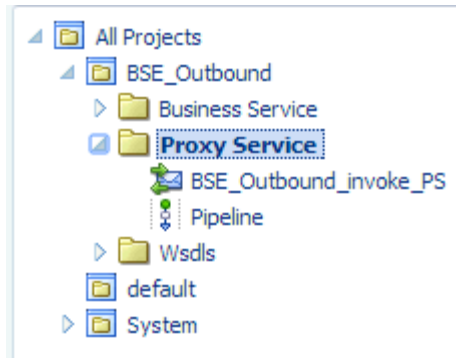 All Projects
BSE_Outbound
Business Service
Proxy Service
BSE_Outbound_invoke_PS
Pipeline
Wsdls
default
System